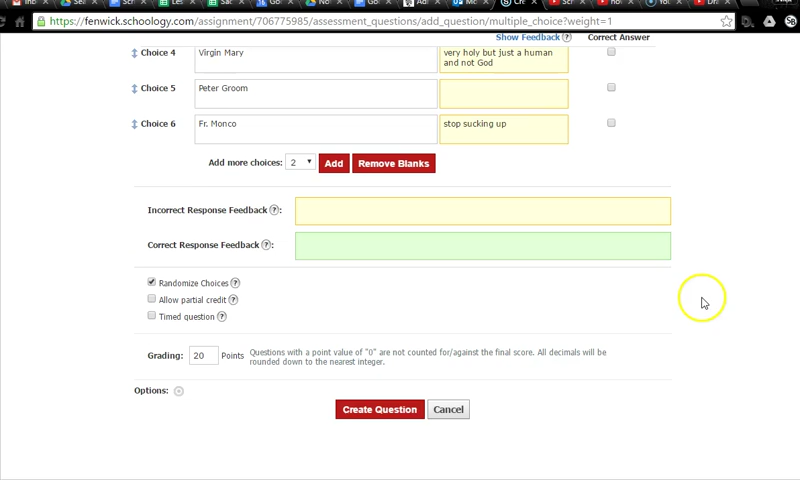 https://fenwick.schoology.com/assignment/706775985/assessment_questions/add_question/multiple_choice?weight=1
Show Feedback ? Correct Answer
Choice 4 Virgin Mary very holy but just a human
and not God
Choice 5 Peter Groom
Choice 6 Fr. Monco stop sucking up
Add more choices: 2 Add Remove Blanks
Incorrect Response Feedback ? :
Correct Response Feedback ? :
Randomize Choices ?
Allow partial credit ?
Timed question ?
Grading: 20 Points Questions with a point value of "0" are not counted for/against the final score. All decimals will be
rounded down to the nearest integer.
Options:
Create Question Cancel